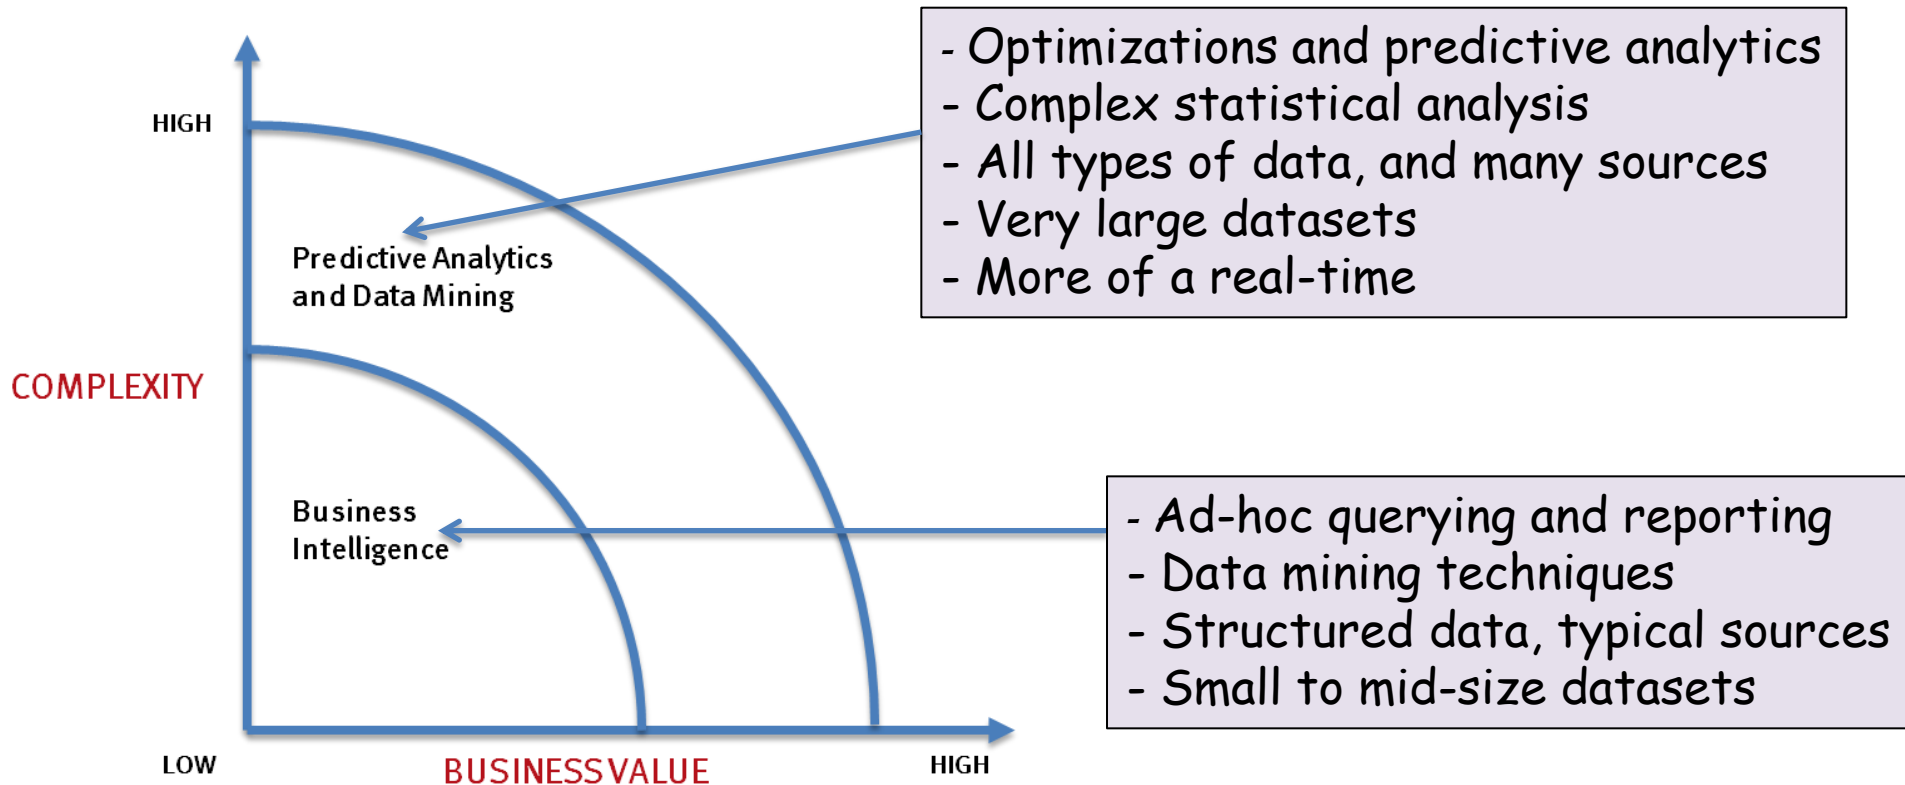 - Optimizations and predictive analytics
- Complex statistical analysis
- All types of data, and many sources
- Very large datasets
- More of a real-time
HIGH
Predictive Analytics
and Data Mining
COMPLEXITY
Business
Intelligence
- Ad-hoc querying and reporting
- Data mining techniques
- Structured data, typical sources
- Small to mid-size datasets
LOW
BUSINESS VALUE
HIGH